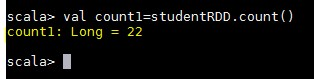 scala> val count1=studentRDD.count()
count1: Long = 22
scala>